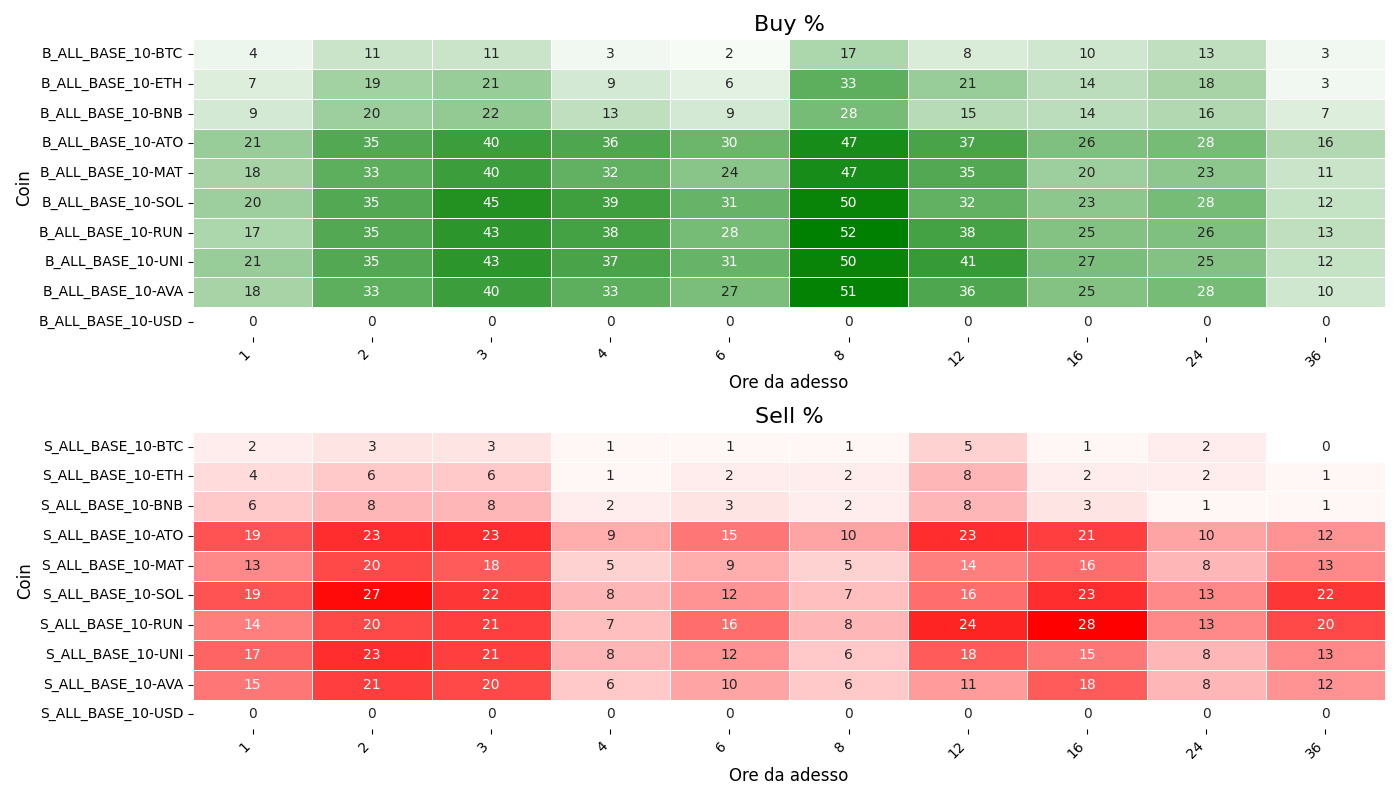 Buy %
Coin
B_ALL_BASE_10-BTC 4 11 11 3 2 17 8 10 13 3
B_ALL_BASE_10-ETH 7 19 21 9 6 33 21 14 18 3
B_ALL_BASE_10-BNB 9 20 22 13 9 28 15 14 16 7
B_ALL_BASE_10-ATO 21 35 40 36 30 47 37 26 28 16
B_ALL_BASE_10-MAT 18 33 40 32 24 47 35 20 23 11
B_ALL_BASE_10-SOL 20 35 45 39 31 50 32 23 28 12
B_ALL_BASE_10-RUN 17 35 43 38 28 52 38 25 26 13
B_ALL_BASE_10-UNI 21 35 43 37 31 50 41 27 25 12
B_ALL_BASE_10-AVA 18 33 40 33 27 51 36 25 28 10
B_ALL_BASE_10-USD 0 0 0 0 0 0 0 0 0 0
1 2 3 4 6 8 12 16 24 36
Ore da adesso
Sell %
Coin
S_ALL_BASE_10-BTC 2 3 3 1 1 1 5 1 2 0
S_ALL_BASE_10-ETH 4 6 6 1 2 2 8 2 2 1
S_ALL_BASE_10-BNB 6 8 8 2 3 2 8 3 1 1
S_ALL_BASE_10-ATO 19 23 23 9 15 10 23 21 10 12
S_ALL_BASE_10-MAT 13 20 18 5 9 5 14 16 8 13
S_ALL_BASE_10-SOL 19 27 22 8 12 7 16 23 13 22
S_ALL_BASE_10-RUN 14 20 21 7 16 8 24 28 13 20
S_ALL_BASE_10-UNI 17 23 21 8 12 6 18 15 8 13
S_ALL_BASE_10-AVA 15 21 20 6 10 6 11 18 8 12
S_ALL_BASE_10-USD 0 0 0 0 0 0 0 0 0 0
1 2 3 4 6 8 12 16 24 36
Ore da adesso